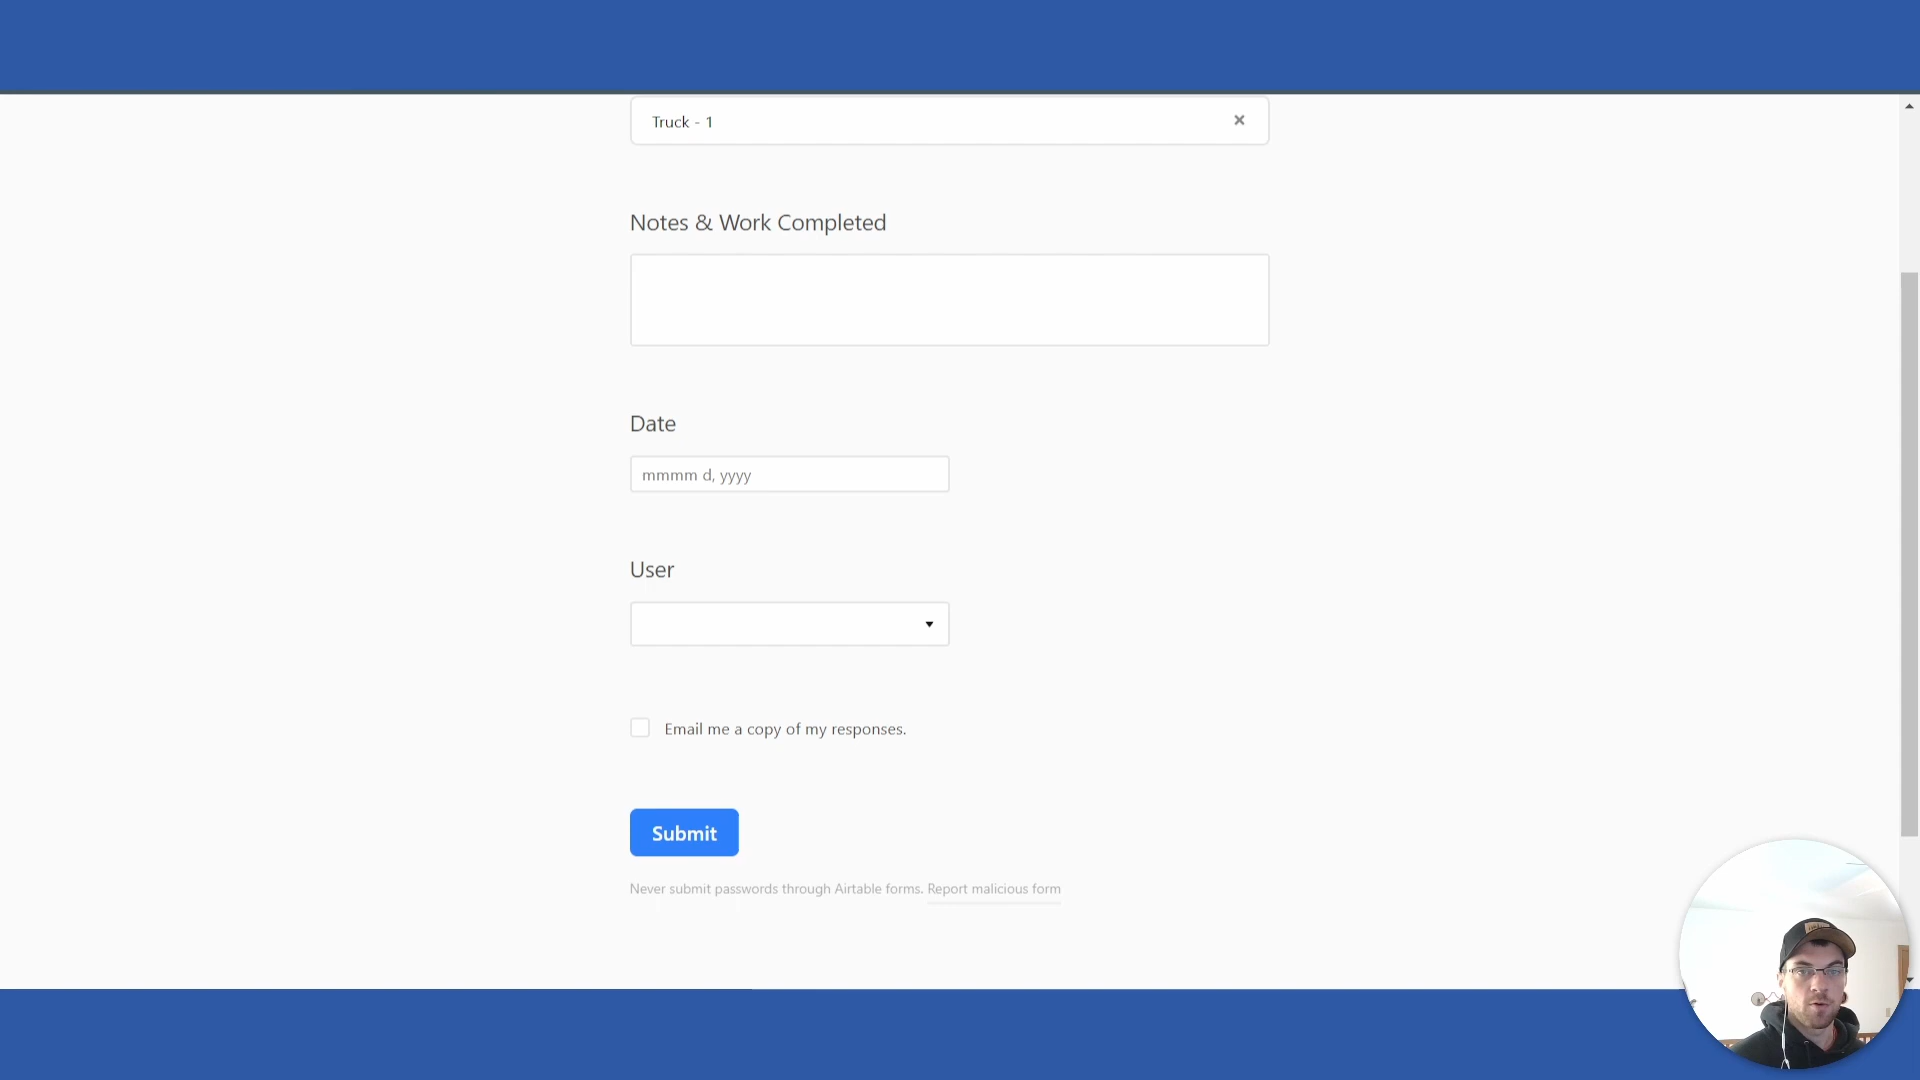 Truck - 1
Notes & Work Completed
Date
mmmm d, yyyy
User
Email me a copy of my responses.
Submit
Never submit passwords through Airtable forms. Report malicious form